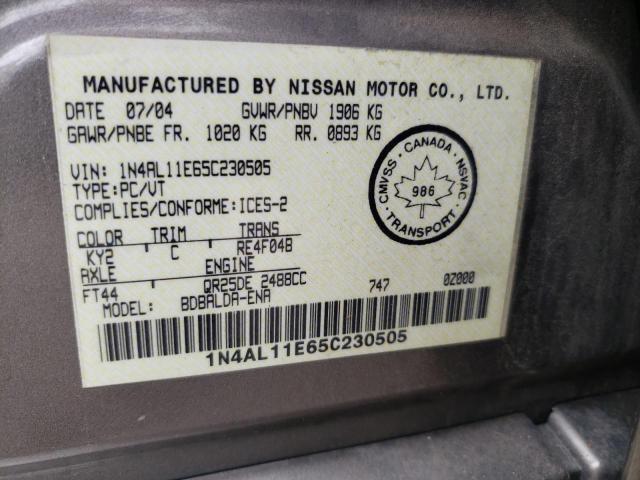 MANUFACTURED BY NISSAN MOTOR CO., LTD.
DATE 07/04 GVWR/PNBV 1906 KG
GAWR/PNBE FR. 1020 KG RR. 0893 KG
VIN: 1N4AL11E65C230505
TYPE:PC/VT
COMPLIES/CONFORME:ICES-2
CANADA
CMVSS
NSVAC
986
TRANSPORT
COLOR TRIM TRANS
KY2 C RE4F04B
AXLE ENGINE
FT44 QR25DE 2488CC 747 0Z000
MODEL: BDBALDA-ENA
1N4AL11E65C230505